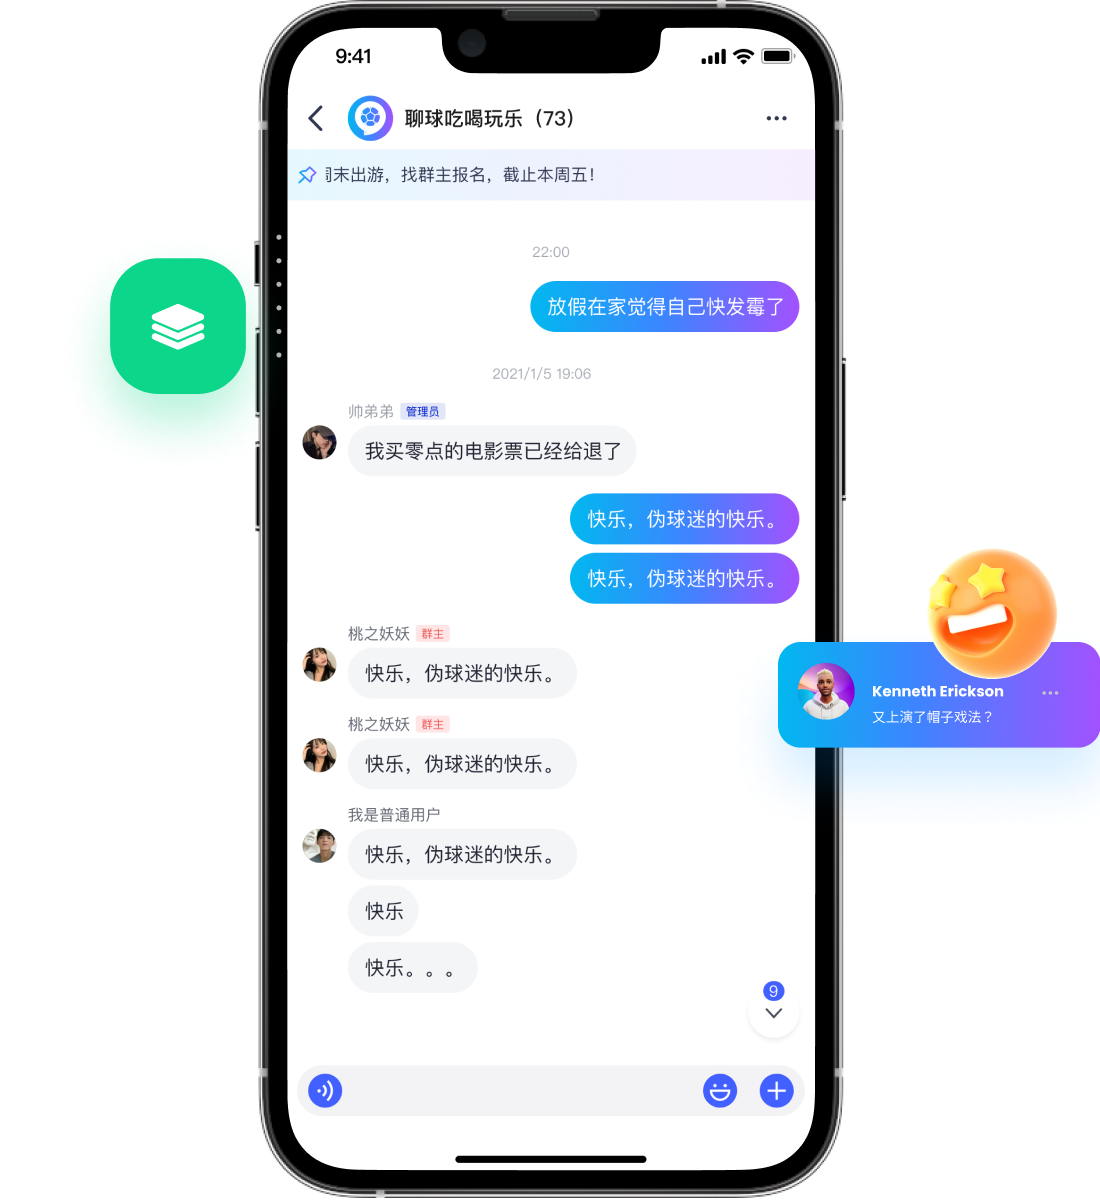 9:41
聊球吃喝玩乐（73）
周末出游，找群主报名，截止本周五！
22:00
放假在家觉得自己快发霉了
2021/1/5 19:06
帅弟弟 管理员
我买零点的电影票已经给退了
快乐，伪球迷的快乐。
快乐，伪球迷的快乐。
桃之妖妖 群主
快乐，伪球迷的快乐。
Kenneth Erickson
又上演了帽子戏法？
桃之妖妖 群主
快乐，伪球迷的快乐。
我是普通用户
快乐，伪球迷的快乐。
快乐
快乐。。。
9